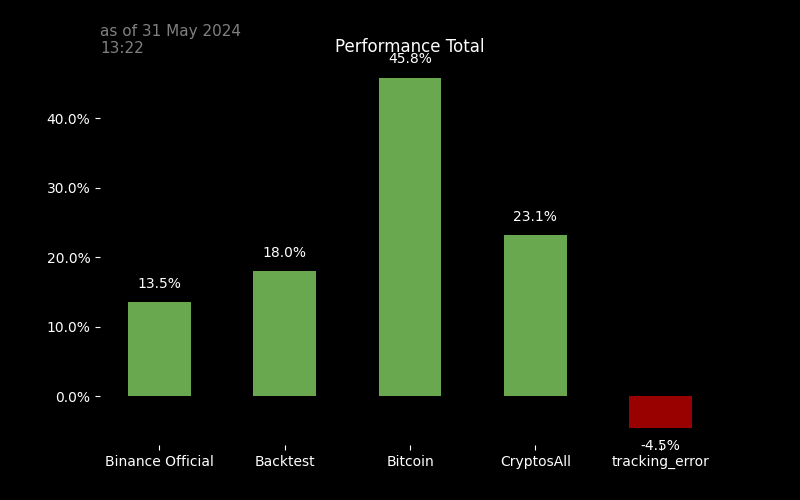 as of 31 May 2024
13:22
Performance Total
45.8%
40.0%
30.0%
23.1%
20.0%
18.0%
13.5%
10.0%
0.0%
-4.5%
Binance Official
Backtest
Bitcoin
CryptosAll
tracking_error